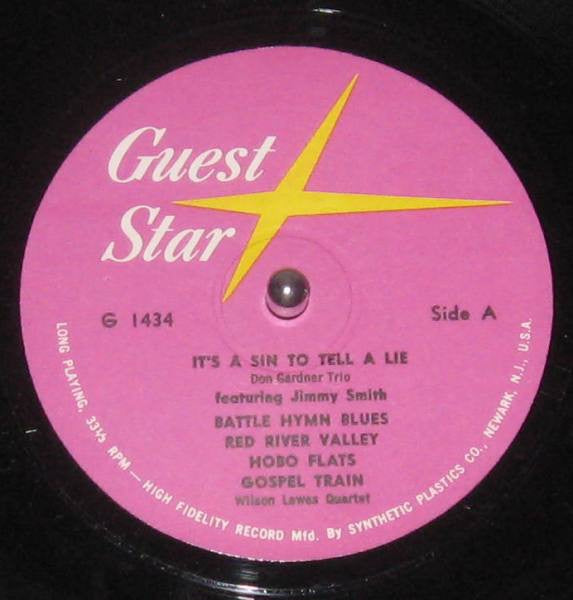 Guest
Star
G 1434
Side A
IT'S A SIN TO TELL A LIE
Don Gardner Trio
featuring Jimmy Smith
BATTLE HYMN BLUES
RED RIVER VALLEY
HOBO FLATS
GOSPEL TRAIN
Wilson Lewes Quartet
LONG PLAYING, 33⅓ RPM — HIGH FIDELITY RECORD Mfd. By SYNTHETIC PLASTICS CO., NEWARK, N.J., U.S.A.